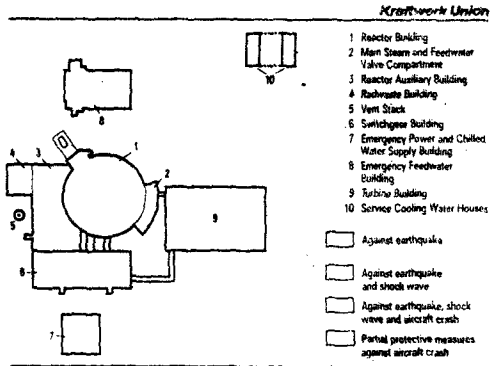 Kraftwerk Union
1 Reactor Building
2 Main Steam and Feedwater
Valve Compartment
3 Reactor Auxiliary Building
4 Radwaste Building
5 Vent Stack
6 Switchgear Building
7 Emergency Power and Chilled
Water Supply Building
8 Emergency Feedwater
Building
9 Turbine Building
10 Service Cooling Water Houses
Against earthquake
Against earthquake
and shock wave
Against earthquake, shock
wave and aircraft crash
Partial protective measures
against aircraft crash
10
8
4 3 1
2
5
9
6
7